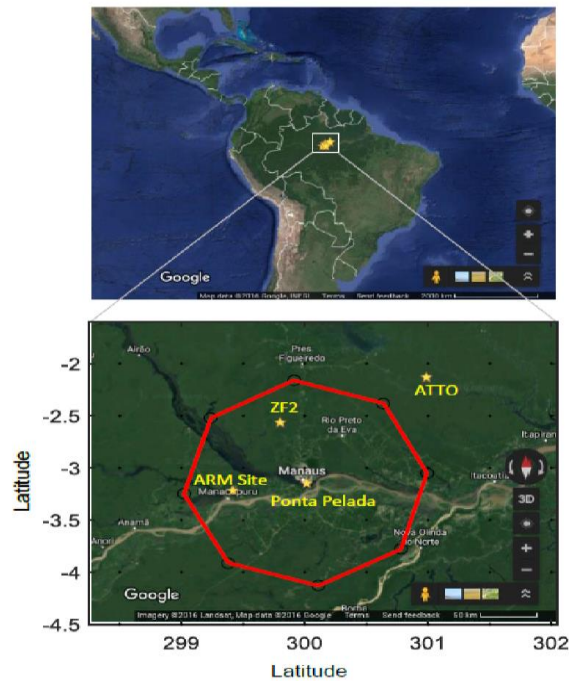 Google
Map data ©2016 Google, INEGI Terms Send feedback 2000 km
-2
-2.5
-3
-3.5
-4
-4.5
Latitude
Airão
Pres.
Figueiredo
ATTO
ZF2
Rio Preto
da Eva
Itapiran
Manaus
Itacoatia
ARM Site
Manacapuru
Ponta Pelada
3D
Anamã
Anori
Nova Olinda
do Norte
Google
Borba
Imagery ©2016 Landsat, Map data ©2016 Google Terms Send feedback 50 km
299 300 301 302
Latitude